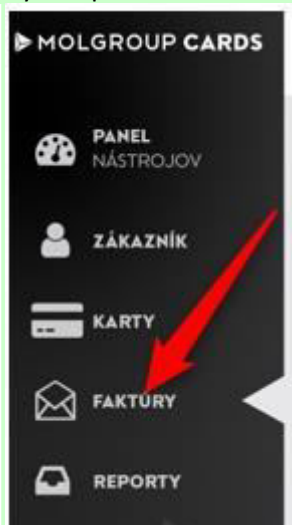 MOLGROUP CARDS
PANEL
NÁSTROJOV
ZÁKAZNÍK
KARTY
FAKTÚRY
REPORTY